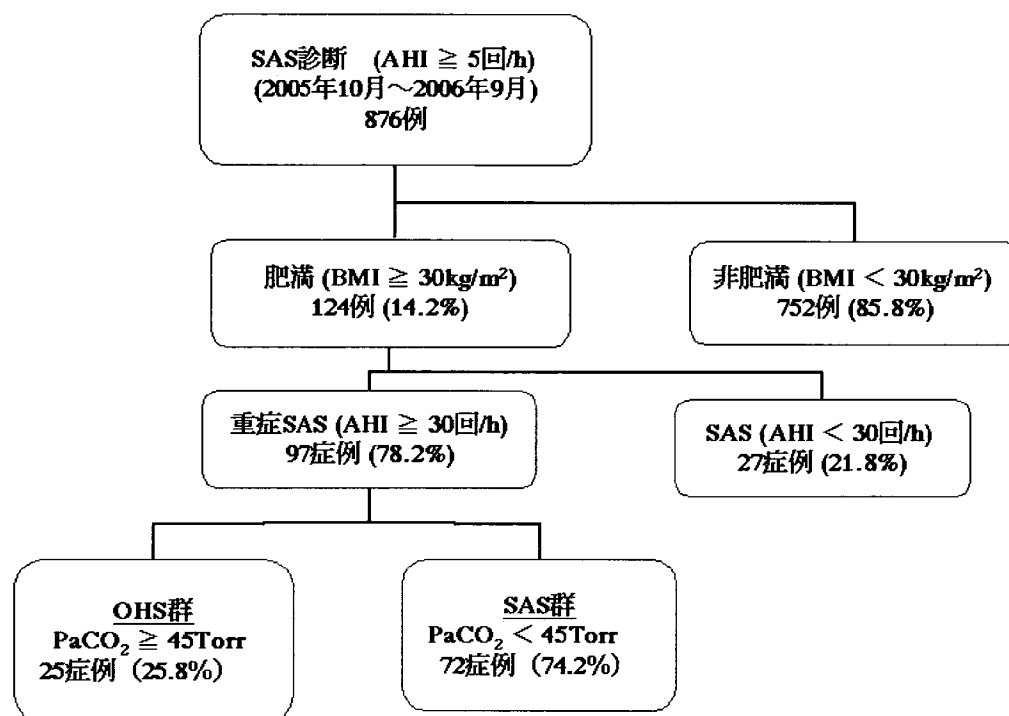 SAS診断 (AHI ≧ 5回/h)
(2005年10月～2006年9月)
876例
肥満 (BMI ≧ 30kg/m²)
124例 (14.2%)
非肥満 (BMI < 30kg/m²)
752例 (85.8%)
重症SAS (AHI ≧ 30回/h)
97症例 (78.2%)
SAS (AHI < 30回/h)
27症例 (21.8%)
OHS群
PaCO₂ ≧ 45Torr
25症例 (25.8%)
SAS群
PaCO₂ < 45Torr
72症例 (74.2%)